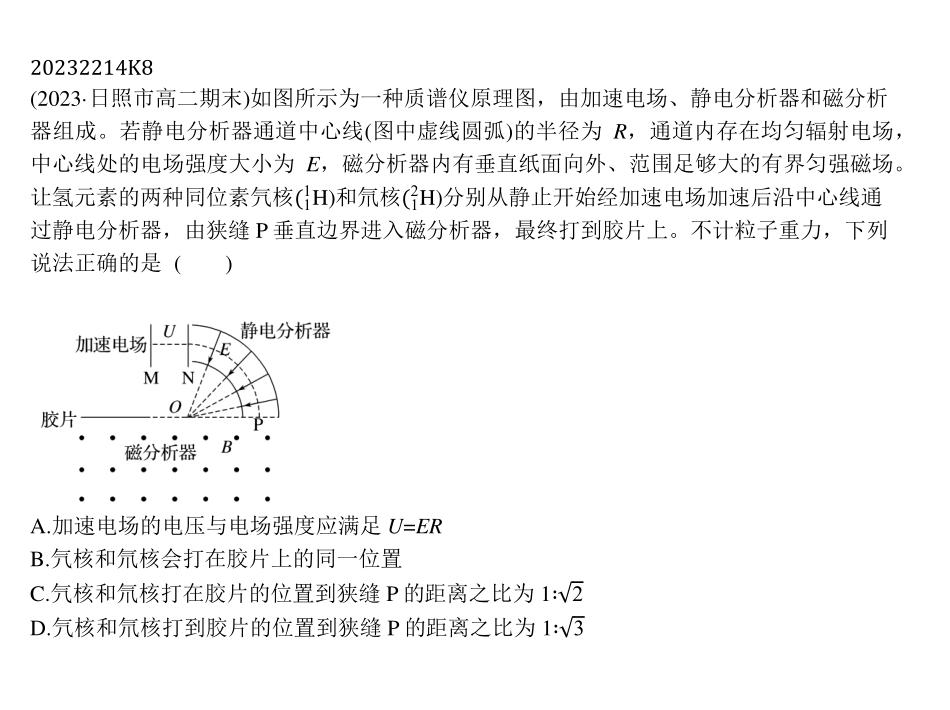 20232214K8
(2023·日照市高二期末)如图所示为一种质谱仪原理图，由加速电场、静电分析器和磁分析
器组成。若静电分析器通道中心线(图中虚线圆弧)的半径为 R，通道内存在均匀辐射电场，
中心线处的电场强度大小为 E，磁分析器内有垂直纸面向外、范围足够大的有界匀强磁场。
让氢元素的两种同位素氕核(¹₁H)和氘核(²₁H)分别从静止开始经加速电场加速后沿中心线通
过静电分析器，由狭缝 P 垂直边界进入磁分析器，最终打到胶片上。不计粒子重力，下列
说法正确的是 (　　)
U
静电分析器
加速电场
E
M N
O
胶片
P
磁分析器 B
A.加速电场的电压与电场强度应满足 U=ER
B.氕核和氘核会打在胶片上的同一位置
C.氕核和氘核打在胶片的位置到狭缝 P 的距离之比为 1∶√2
D.氕核和氘核打到胶片的位置到狭缝 P 的距离之比为 1∶√3